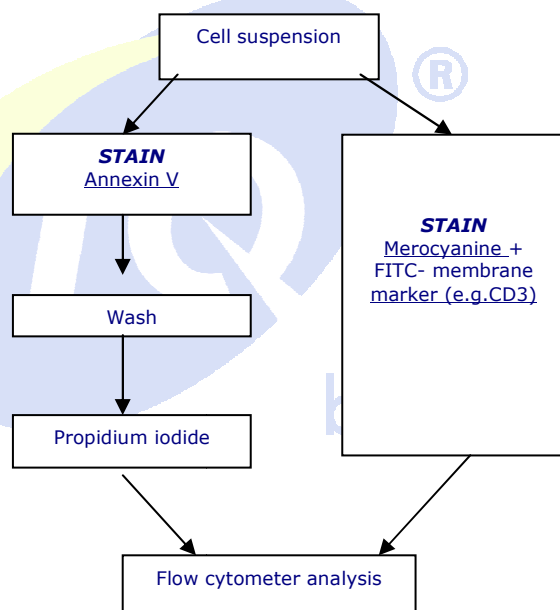 Cell suspension
®
STAIN
Annexin V
STAIN
Merocyanine +
FITC- membrane
marker (e.g.CD3)
Wash
b
Propidium iodide
Flow cytometer analysis